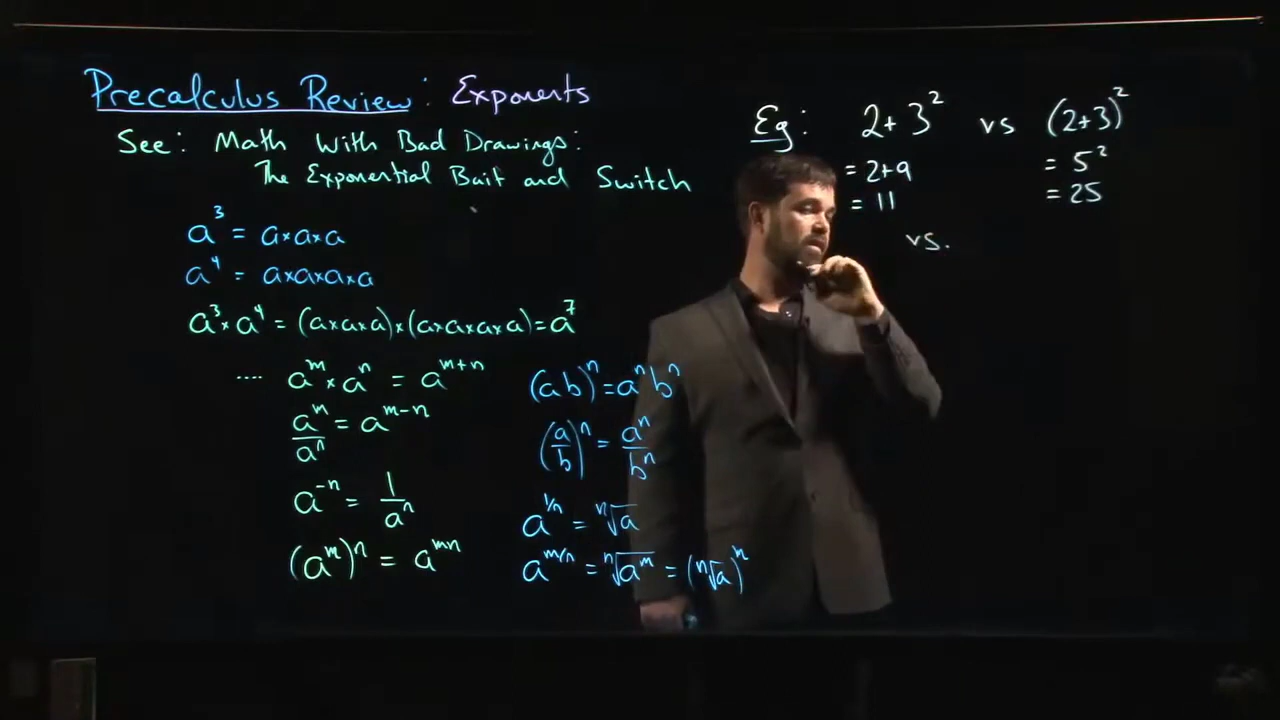 Precalculus Review: Exponents
See: Math With Bad Drawings:
The Exponential Bait and Switch
a³ = a×a×a
a⁴ = a×a×a×a
a³×a⁴ = (a×a×a)×(a×a×a×a)=a⁷
.... aᵐ×aⁿ = aᵐ⁺ⁿ
aᵐ/aⁿ = aᵐ⁻ⁿ
a⁻ⁿ = 1/aⁿ
(aᵐ)ⁿ = aᵐⁿ
(ab)ⁿ=aⁿbⁿ
(a/b)ⁿ = aⁿ/bⁿ
a^(1/n) = ⁿ√a
a^(m/n) = ⁿ√(aᵐ) = (ⁿ√a)ᵐ
Eg: 2+3² vs (2+3)²
= 2+9 = 5²
= 11 = 25
vs.